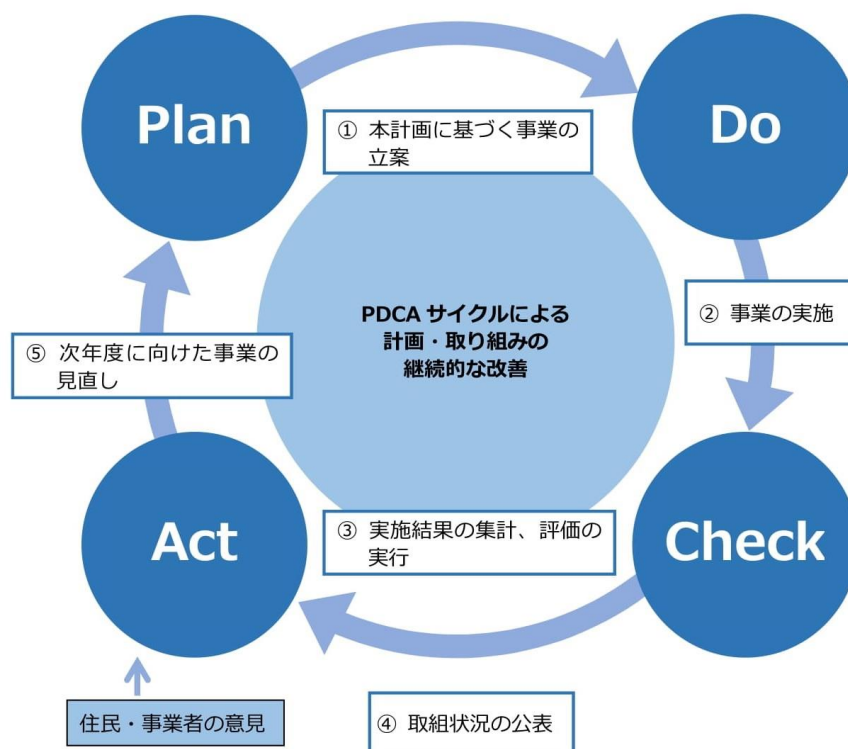 Plan
Do
① 本計画に基づく事業の
立案
② 事業の実施
PDCA サイクルによる
計画・取り組みの
継続的な改善
⑤ 次年度に向けた事業の
見直し
③ 実施結果の集計、評価の
実行
Act
Check
住民・事業者の意見
④ 取組状況の公表